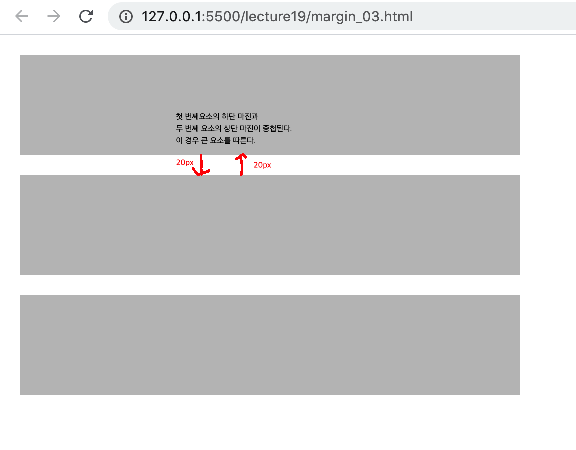 127.0.0.1:5500/lecture19/margin_03.html
첫 번째요소의 하단 마진과
두 번째 요소의 상단 마진이 중첩된다.
이 경우 큰 요소를 따른다.
20px
20px